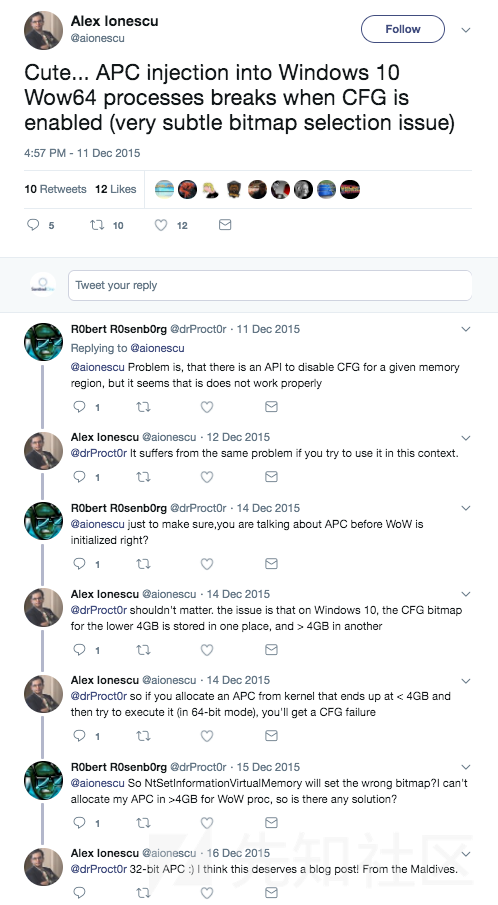 Alex Ionescu
@aionescu
Follow
Cute... APC injection into Windows 10
Wow64 processes breaks when CFG is
enabled (very subtle bitmap selection issue)
4:57 PM - 11 Dec 2015
10 Retweets 12 Likes
5 10 12
Tweet your reply
R0bert R0senb0rg @drProct0r · 11 Dec 2015
Replying to @aionescu
@aionescu Problem is, that there is an API to disable CFG for a given memory
region, but it seems that is does not work properly
1
Alex Ionescu @aionescu · 12 Dec 2015
@drProct0r It suffers from the same problem if you try to use it in this context.
1
R0bert R0senb0rg @drProct0r · 14 Dec 2015
@aionescu just to make sure,you are talking about APC before WoW is
initialized right?
1
Alex Ionescu @aionescu · 14 Dec 2015
@drProct0r shouldn't matter. the issue is that on Windows 10, the CFG bitmap
for the lower 4GB is stored in one place, and > 4GB in another
1
Alex Ionescu @aionescu · 14 Dec 2015
@drProct0r so if you allocate an APC from kernel that ends up at < 4GB and
then try to execute it (in 64-bit mode), you'll get a CFG failure
1
R0bert R0senb0rg @drProct0r · 15 Dec 2015
@aionescu So NtSetInformationVirtualMemory will set the wrong bitmap?I can't
allocate my APC in >4GB for WoW proc, so is there any solution?
1
Alex Ionescu @aionescu · 16 Dec 2015
@drProct0r 32-bit APC :) I think this deserves a blog post! From the Maldives.
先知社区